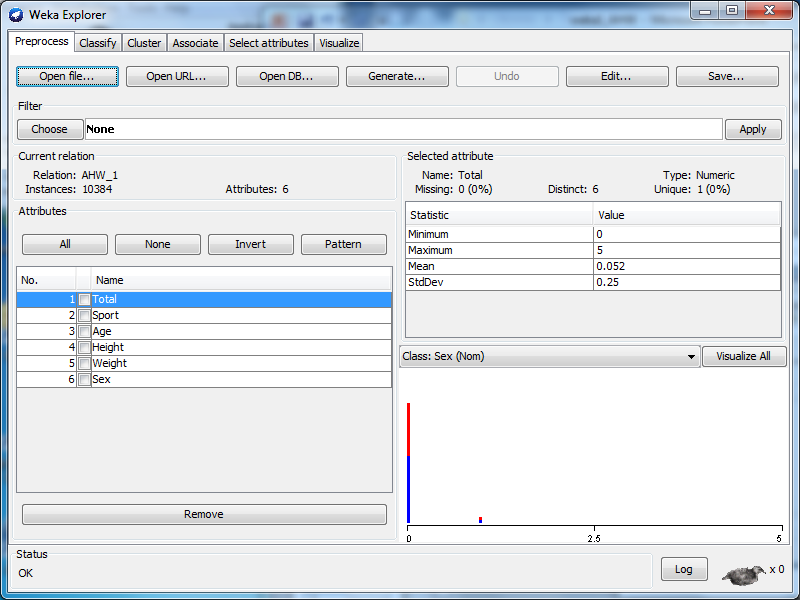 Weka Explorer
Preprocess Classify Cluster Associate Select attributes Visualize
Open file... Open URL... Open DB... Generate... Undo Edit... Save...
Filter
Choose None Apply
Current relation
Relation: AHW_1
Instances: 10384 Attributes: 6
Selected attribute
Name: Total Type: Numeric
Missing: 0 (0%) Distinct: 6 Unique: 1 (0%)
Attributes
All None Invert Pattern
No. Name
1 Total
2 Sport
3 Age
4 Height
5 Weight
6 Sex
Remove
Statistic Value
Minimum 0
Maximum 5
Mean 0.052
StdDev 0.25
Class: Sex (Nom) Visualize All
0 2.5 5
Status
OK
Log x 0